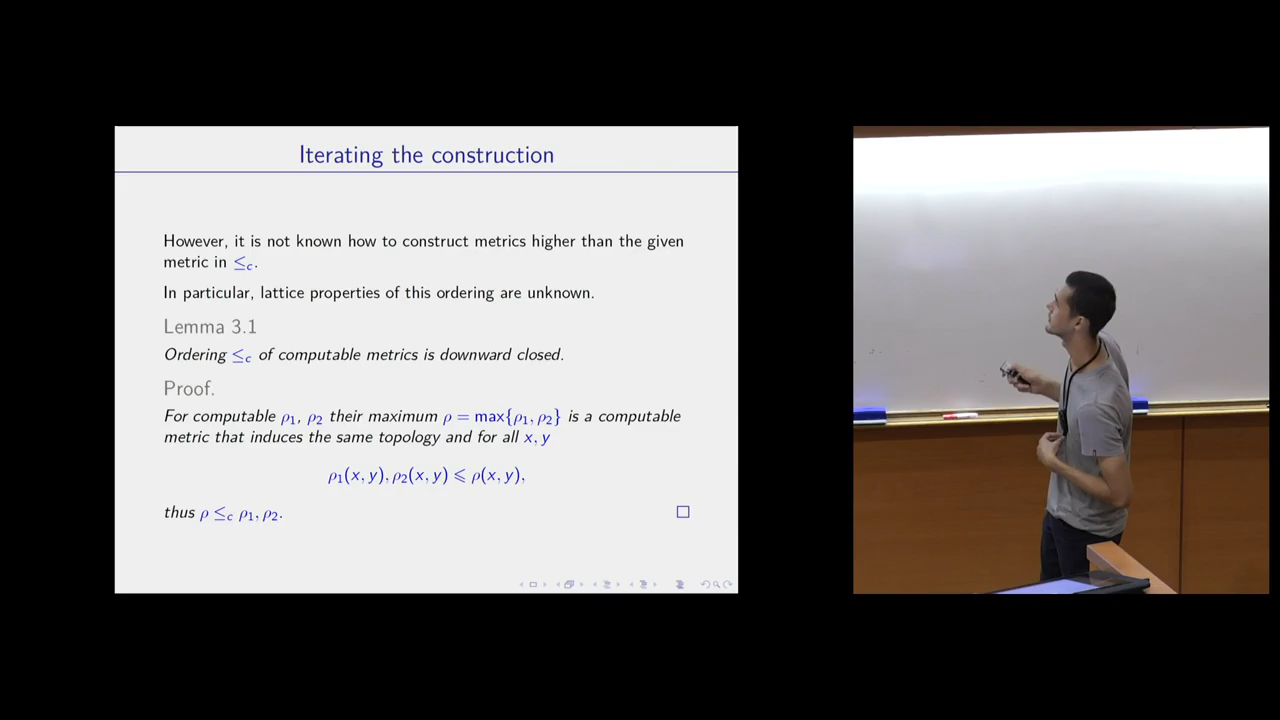 Iterating the construction
However, it is not known how to construct metrics higher than the given
metric in ≤c.
In particular, lattice properties of this ordering are unknown.
Lemma 3.1
Ordering ≤c of computable metrics is downward closed.
Proof.
For computable ρ1, ρ2 their maximum ρ = max{ρ1, ρ2} is a computable
metric that induces the same topology and for all x, y
ρ1(x, y), ρ2(x, y) ⩽ ρ(x, y),
thus ρ ≤c ρ1, ρ2.